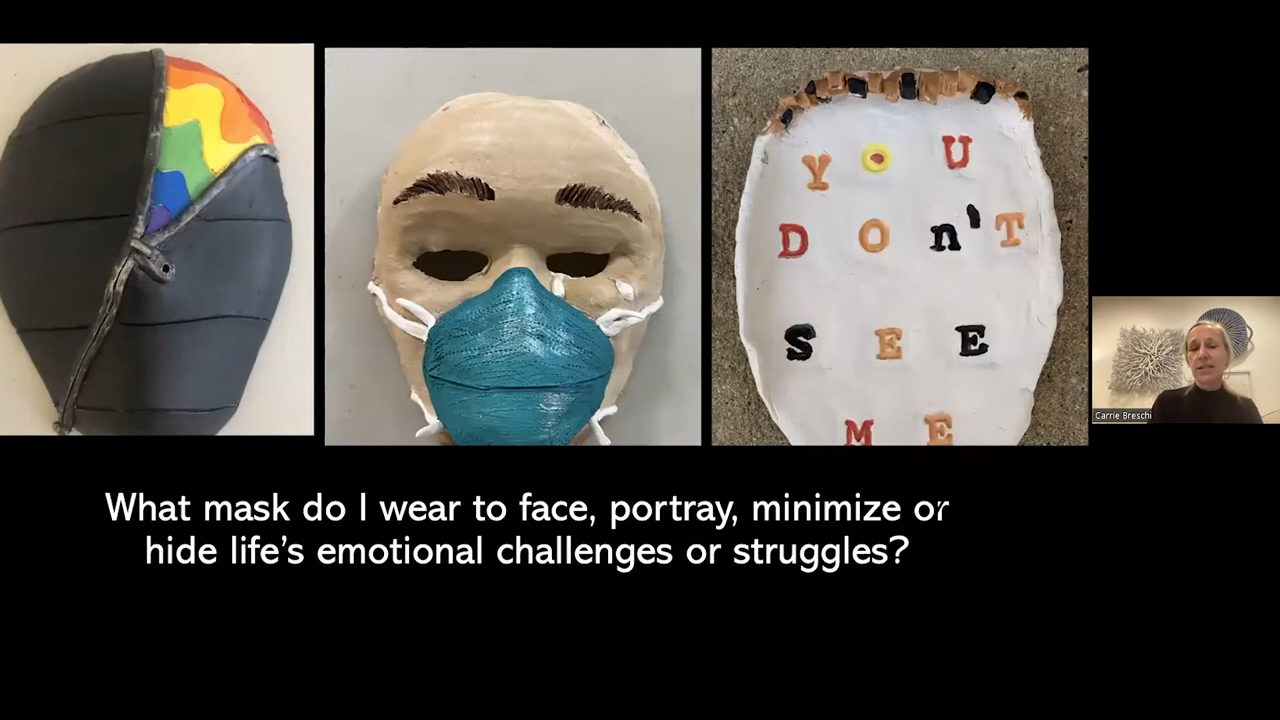 YOU
DOn'T
SEE
ME
Carrie Breschi
What mask do I wear to face, portray, minimize or
hide life's emotional challenges or struggles?